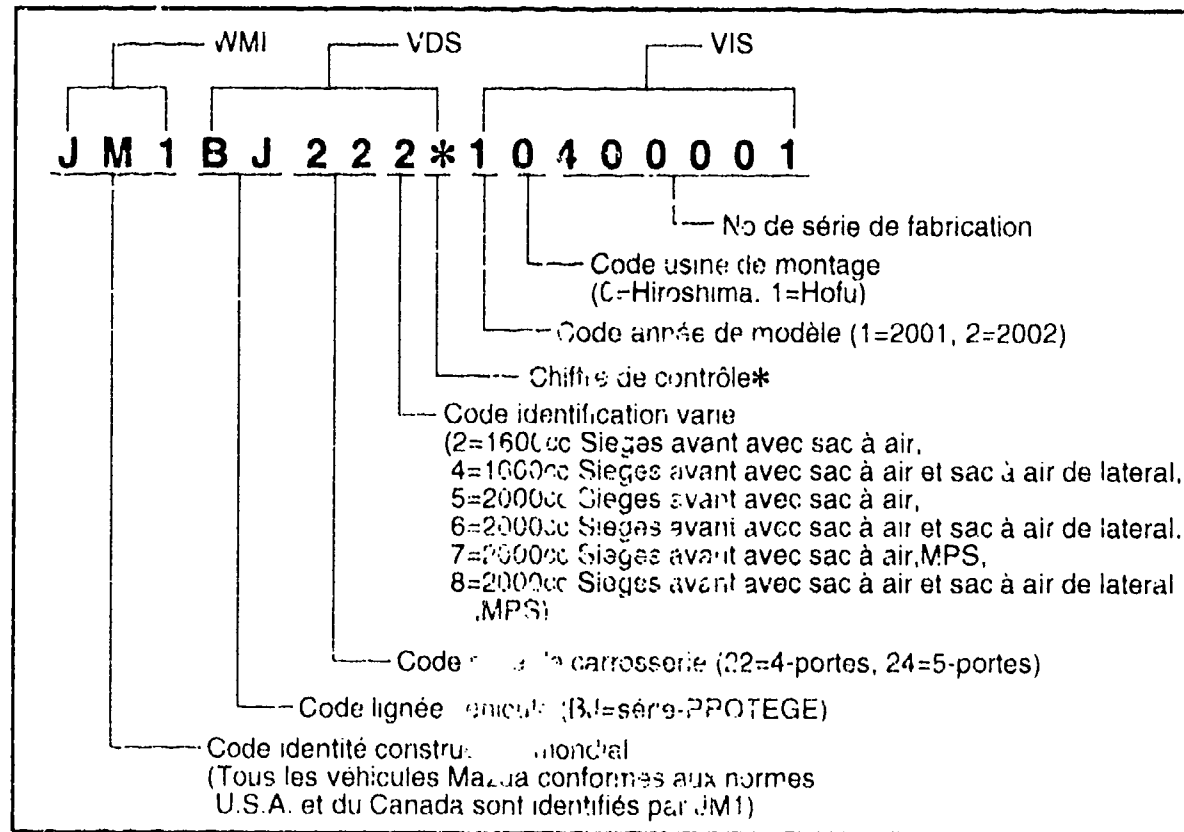 WMI VDS VIS
J M 1 B J 2 2 2 * 1 0 4 0 0 0 0 1
No de série de fabrication
Code usine de montage
(0=Hiroshima. 1=Hofu)
Code année de modèle (1=2001, 2=2002)
Chiffre de contrôle*
Code identification varie
(2=1600cc Sieges avant avec sac à air,
4=1600cc Sieges avant avec sac à air et sac à air de lateral,
5=2000cc Sieges avant avec sac à air,
6=2000cc Sieges avant avec sac à air et sac à air de lateral.
7=2000cc Sieges avant avec sac à air,MPS,
8=2000cc Sieges avant avec sac à air et sac à air de lateral
,MPS)
Code carrosserie (22=4-portes, 24=5-portes)
Code lignée (BJ=série-PROTEGE)
Code identité mondial
(Tous les véhicules Mazda conformes aux normes
U.S.A. et du Canada sont identifiés par JM1)